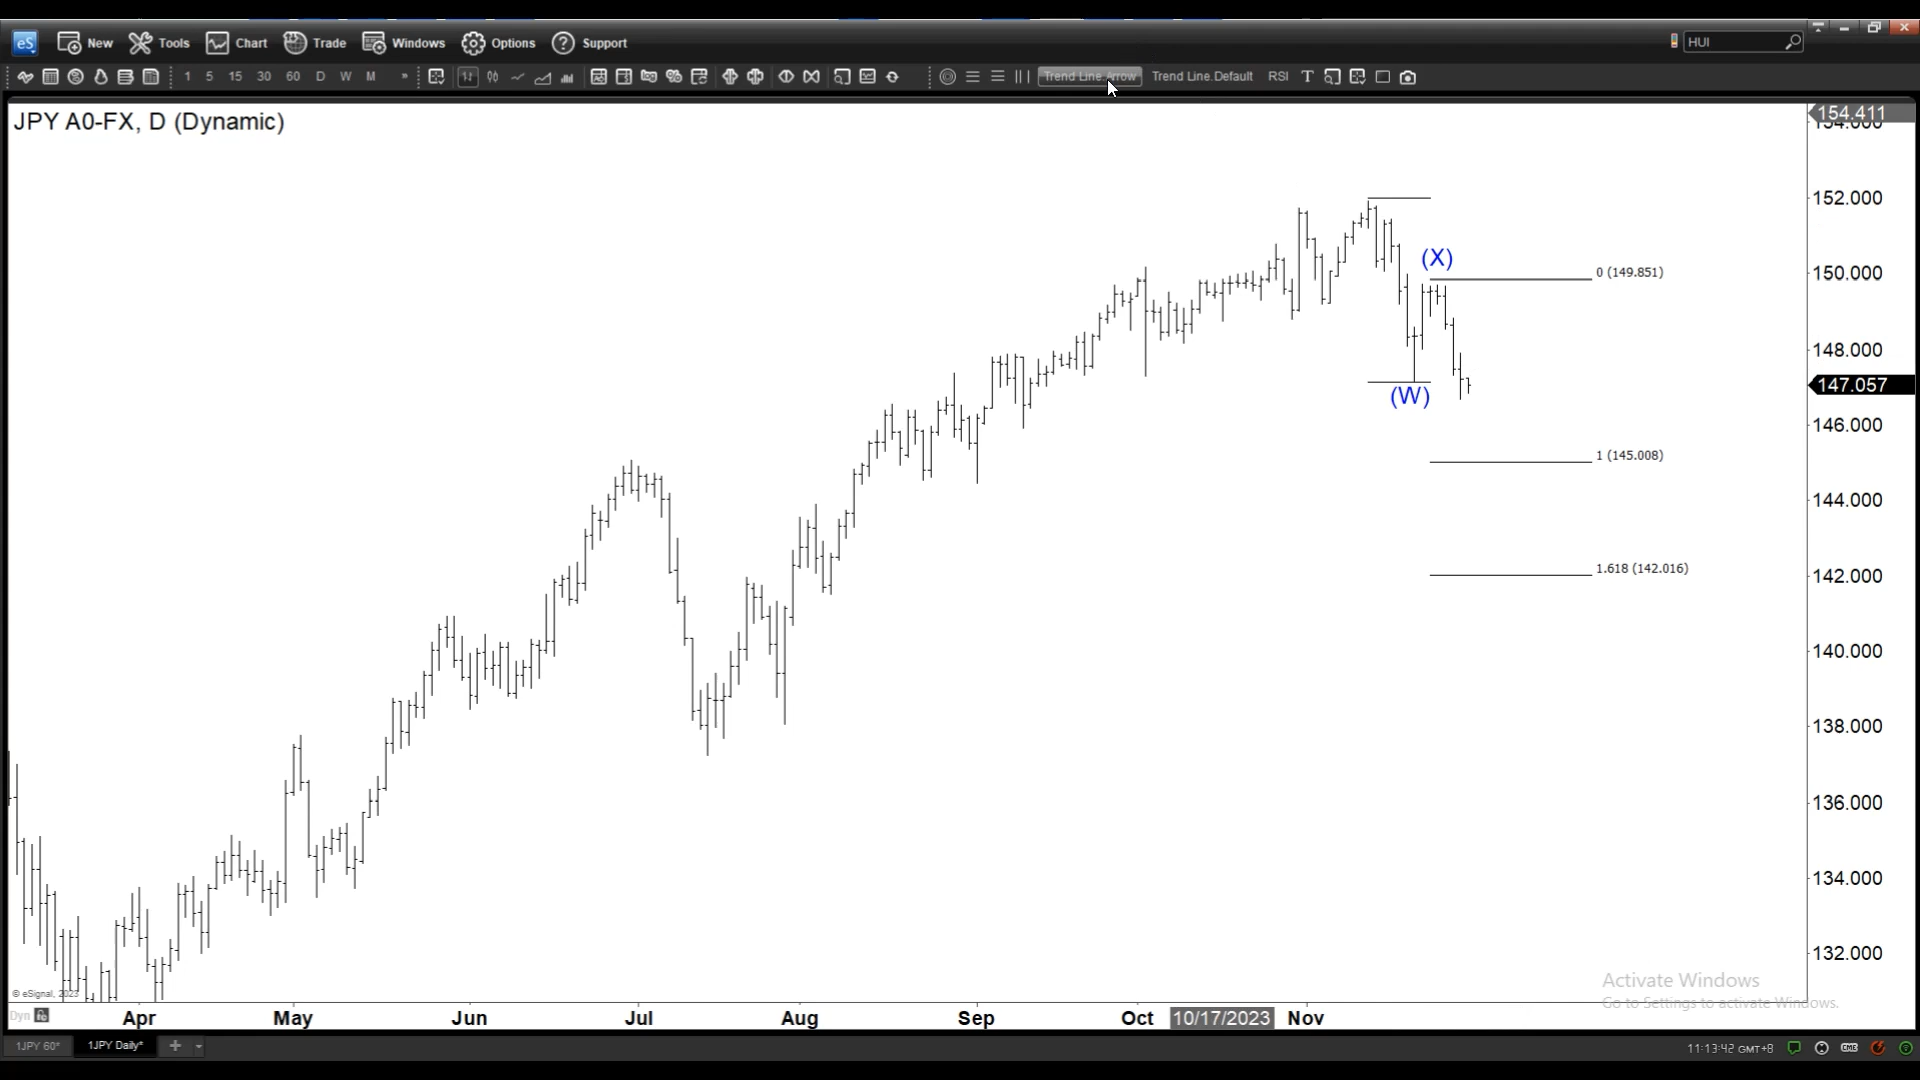 eS New Tools Chart Trade Windows Options Support HUI
1 5 15 30 60 D W M » Trend Line.Arrow Trend Line.Default RSI T
JPY A0-FX, D (Dynamic)
154.411
152.000
(X)
0 (149.851)
150.000
148.000
147.057
(W)
146.000
1 (145.008)
144.000
1.618 (142.016)
142.000
140.000
138.000
136.000
134.000
132.000
Activate Windows
Go to Settings to activate Windows.
© eSignal, 2023
Dyn
Apr May Jun Jul Aug Sep Oct 10/17/2023 Nov
1JPY 60* 1JPY Daily* +
11:13:42 GMT+8 CME